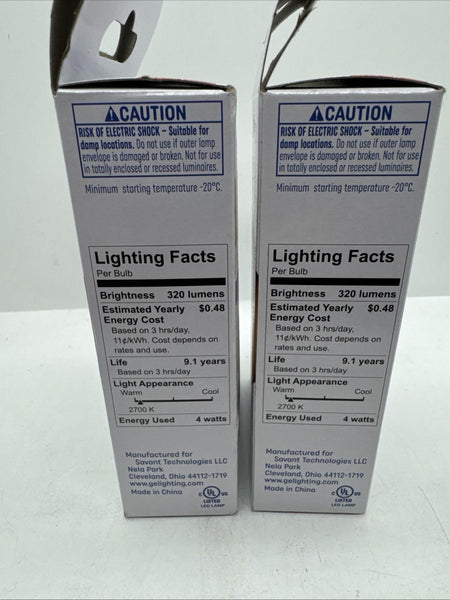 ⚠CAUTION
RISK OF ELECTRIC SHOCK – Suitable for
damp locations. Do not use if outer lamp
envelope is damaged or broken. Not for use
in totally enclosed or recessed luminaires.
Minimum starting temperature -20°C.
Lighting Facts
Per Bulb
Brightness 320 lumens
Estimated Yearly $0.48
Energy Cost
Based on 3 hrs/day,
11¢/kWh. Cost depends on
rates and use.
Life 9.1 years
Based on 3 hrs/day
Light Appearance
Warm Cool
2700 K
Energy Used 4 watts
Manufactured for
Savant Technologies LLC
Nela Park
Cleveland, Ohio 44112-1719
www.gelighting.com
Made in China
c UL US
LISTED
LED LAMP
⚠CAUTION
RISK OF ELECTRIC SHOCK – Suitable for
damp locations. Do not use if outer lamp
envelope is damaged or broken. Not for use
in totally enclosed or recessed luminaires.
Minimum starting temperature -20°C.
Lighting Facts
Per Bulb
Brightness 320 lumens
Estimated Yearly $0.48
Energy Cost
Based on 3 hrs/day,
11¢/kWh. Cost depends on
rates and use.
Life 9.1 years
Based on 3 hrs/day
Light Appearance
Warm Cool
2700 K
Energy Used 4 watts
Manufactured for
Savant Technologies LLC
Nela Park
Cleveland, Ohio 44112-1719
www.gelighting.com
Made in China
c UL US
LISTED
LED LAMP